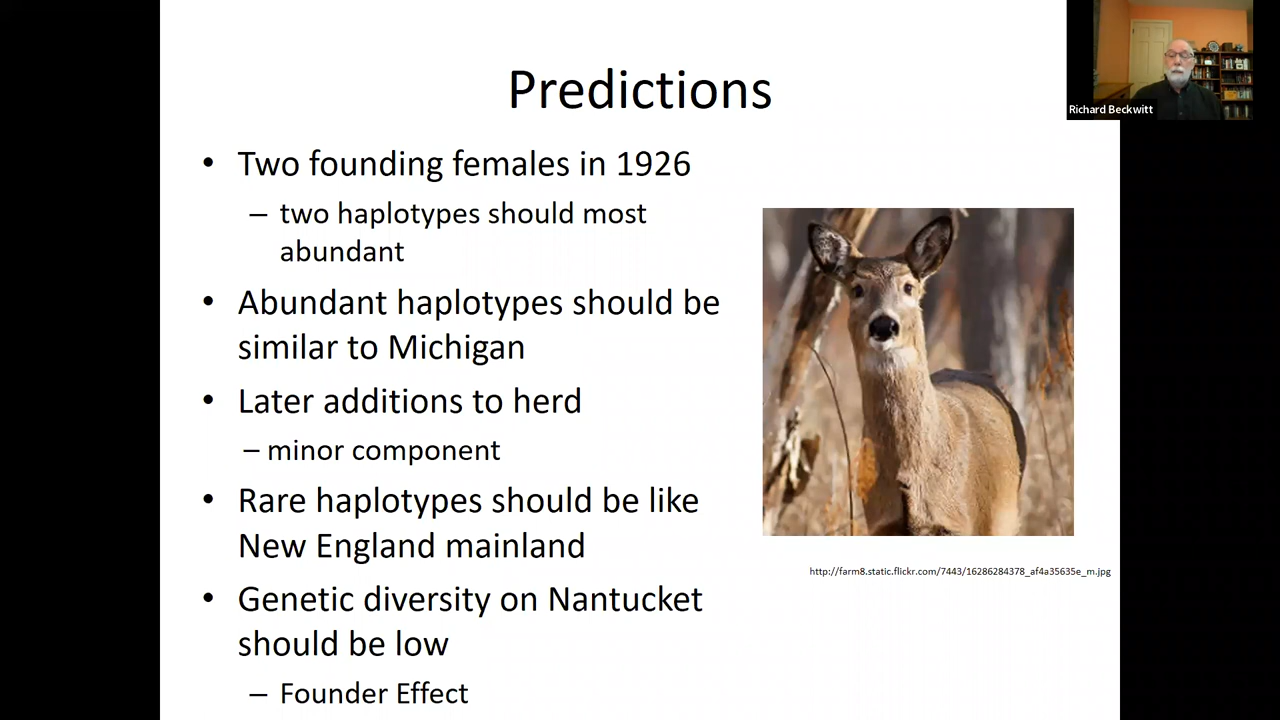 Predictions
Richard Beckwitt
• Two founding females in 1926
– two haplotypes should most
abundant
• Abundant haplotypes should be
similar to Michigan
• Later additions to herd
– minor component
• Rare haplotypes should be like
New England mainland
• Genetic diversity on Nantucket
should be low
– Founder Effect
http://farm8.static.flickr.com/7443/16286284378_af4a35635e_m.jpg